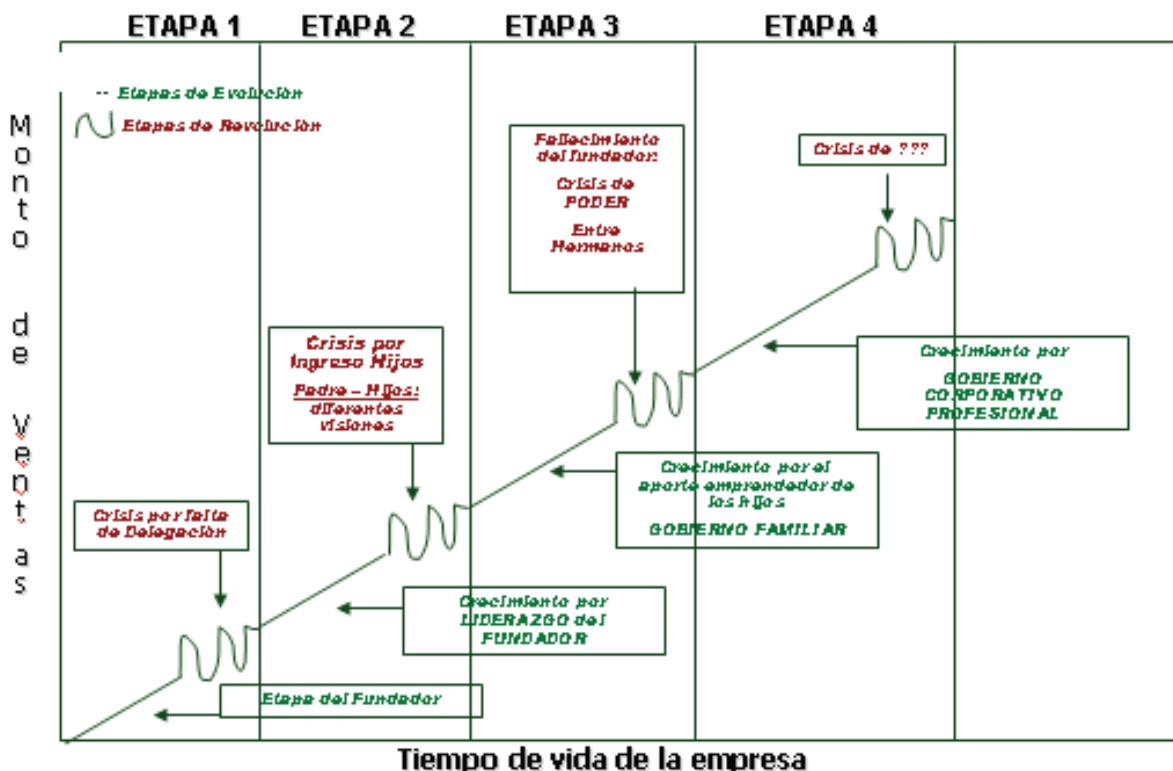 ETAPA 1
ETAPA 2
ETAPA 3
ETAPA 4
-- Etapas de Evolución
Etapas de Revolución
Monto de Ventas
Fallecimiento
del fundador:
Crisis de
PODER
Entre
Hermanos
Crisis de ???
Crisis por
Ingreso Hijos
Padre – Hijos:
diferentes
visiones
Crecimiento por
GOBIERNO
CORPORATIVO
PROFESIONAL
Crisis por falta
de Delegación
Crecimiento por el
aporte emprendedor de
los hijos
GOBIERNO FAMILIAR
Crecimiento por
LIDERAZGO del
FUNDADOR
Etapa del Fundador
Tiempo de vida de la empresa